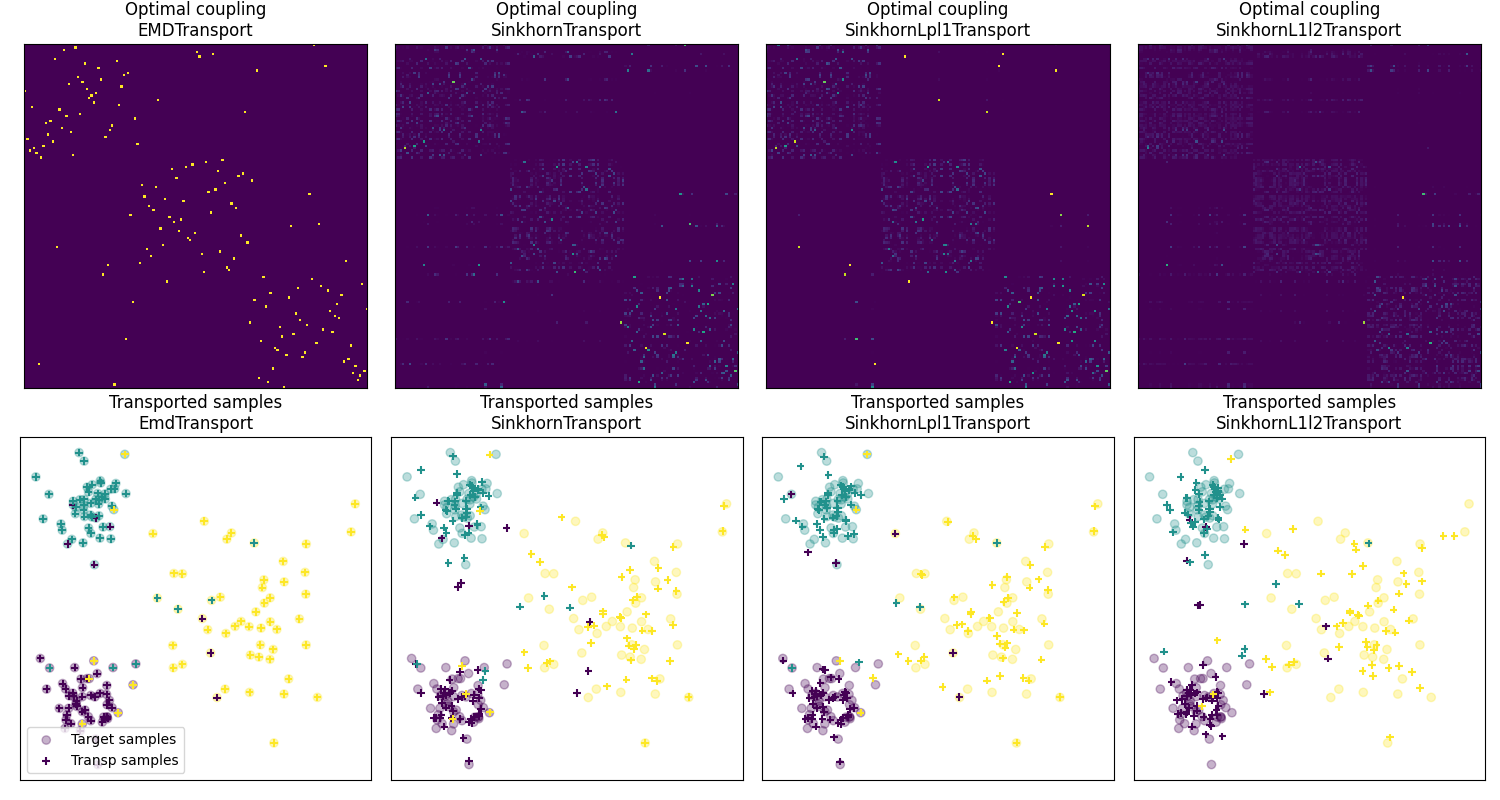 Optimal coupling
EMDTransport
Optimal coupling
SinkhornTransport
Optimal coupling
SinkhornLpl1Transport
Optimal coupling
SinkhornL1l2Transport
Transported samples
EmdTransport
Transported samples
SinkhornTransport
Transported samples
SinkhornLpl1Transport
Transported samples
SinkhornL1l2Transport
Target samples
Transp samples